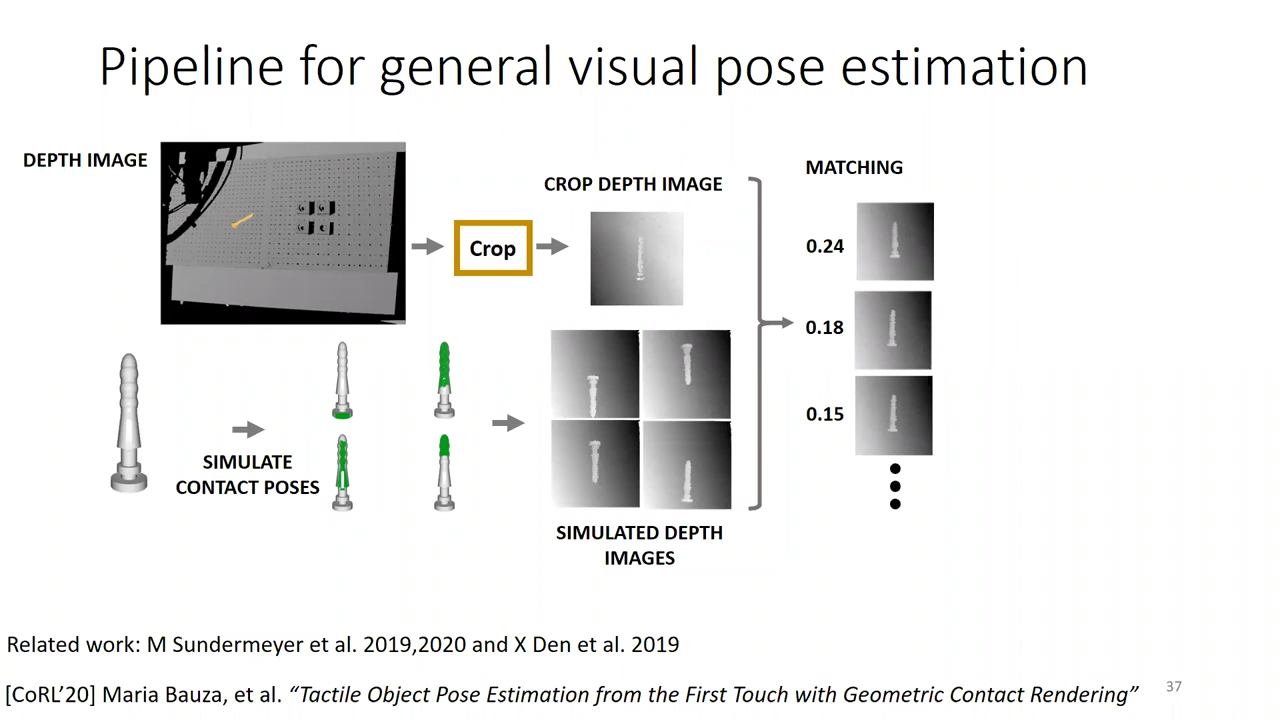 Pipeline for general visual pose estimation
DEPTH IMAGE
Crop
CROP DEPTH IMAGE
MATCHING
0.24
0.18
0.15
SIMULATE
CONTACT POSES
SIMULATED DEPTH
IMAGES
Related work: M Sundermeyer et al. 2019,2020 and X Den et al. 2019
[CoRL’20] Maria Bauza, et al. “Tactile Object Pose Estimation from the First Touch with Geometric Contact Rendering”
37